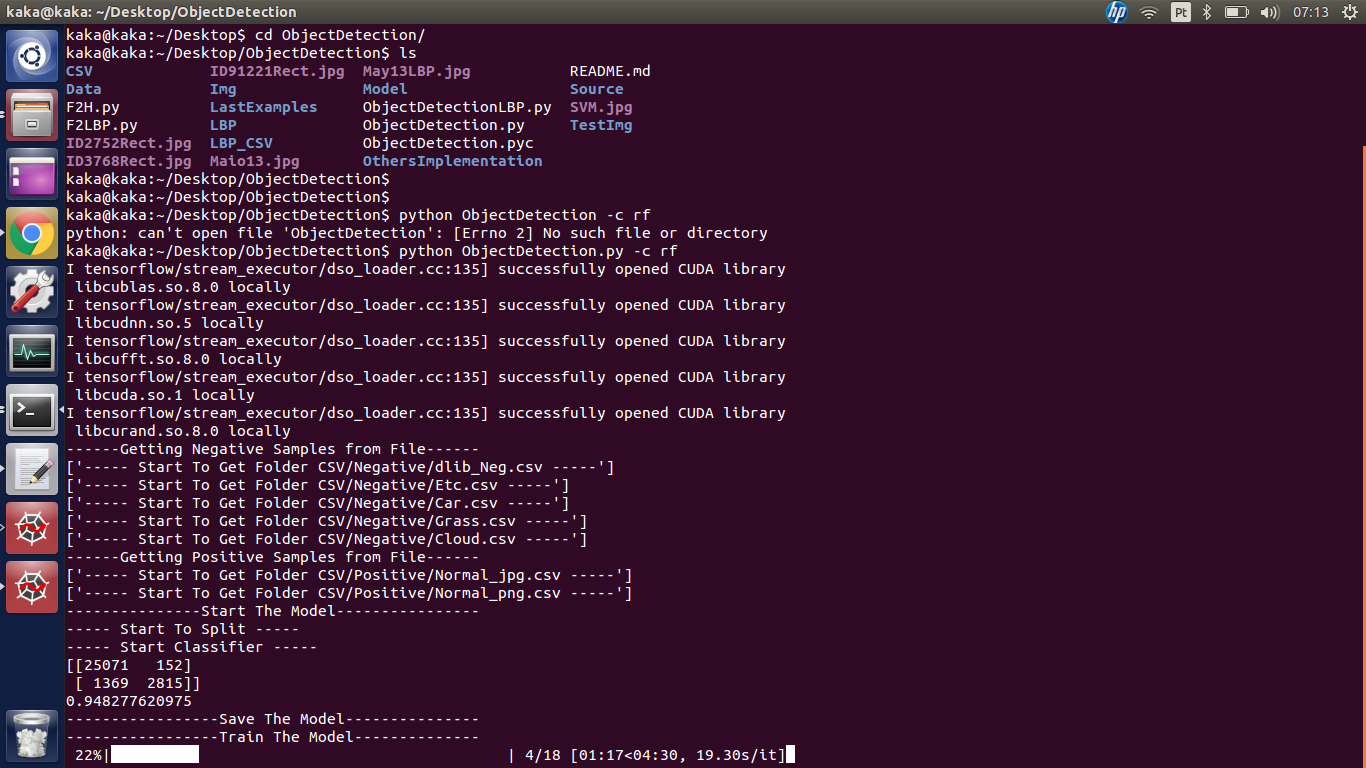 kaka@kaka: ~/Desktop/ObjectDetection
hp
Pt
07:13
kaka@kaka:~/Desktop$ cd ObjectDetection/
kaka@kaka:~/Desktop/ObjectDetection$ ls
CSV ID91221Rect.jpg May13LBP.jpg README.md
Data Img Model Source
F2H.py LastExamples ObjectDetectionLBP.py SVM.jpg
F2LBP.py LBP ObjectDetection.py TestImg
ID2752Rect.jpg LBP_CSV ObjectDetection.pyc
ID3768Rect.jpg Maio13.jpg OthersImplementation
kaka@kaka:~/Desktop/ObjectDetection$
kaka@kaka:~/Desktop/ObjectDetection$
kaka@kaka:~/Desktop/ObjectDetection$ python ObjectDetection -c rf
python: can't open file 'ObjectDetection': [Errno 2] No such file or directory
kaka@kaka:~/Desktop/ObjectDetection$ python ObjectDetection.py -c rf
I tensorflow/stream_executor/dso_loader.cc:135] successfully opened CUDA library
libcublas.so.8.0 locally
I tensorflow/stream_executor/dso_loader.cc:135] successfully opened CUDA library
libcudnn.so.5 locally
I tensorflow/stream_executor/dso_loader.cc:135] successfully opened CUDA library
libcufft.so.8.0 locally
I tensorflow/stream_executor/dso_loader.cc:135] successfully opened CUDA library
libcuda.so.1 locally
I tensorflow/stream_executor/dso_loader.cc:135] successfully opened CUDA library
libcurand.so.8.0 locally
------Getting Negative Samples from File------
['----- Start To Get Folder CSV/Negative/dlib_Neg.csv -----']
['----- Start To Get Folder CSV/Negative/Etc.csv -----']
['----- Start To Get Folder CSV/Negative/Car.csv -----']
['----- Start To Get Folder CSV/Negative/Grass.csv -----']
['----- Start To Get Folder CSV/Negative/Cloud.csv -----']
------Getting Positive Samples from File------
['----- Start To Get Folder CSV/Positive/Normal_jpg.csv -----']
['----- Start To Get Folder CSV/Positive/Normal_png.csv -----']
---------------Start The Model----------------
----- Start To Split -----
----- Start Classifier -----
[[25071 152]
[ 1369 2815]]
0.948277620975
-----------------Save The Model---------------
-----------------Train The Model--------------
22%| | 4/18 [01:17<04:30, 19.30s/it]